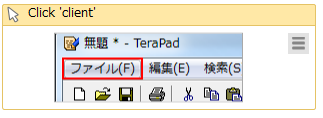 Click 'client'
無題 * - TeraPad
ファイル(F) 編集(E) 検索(S